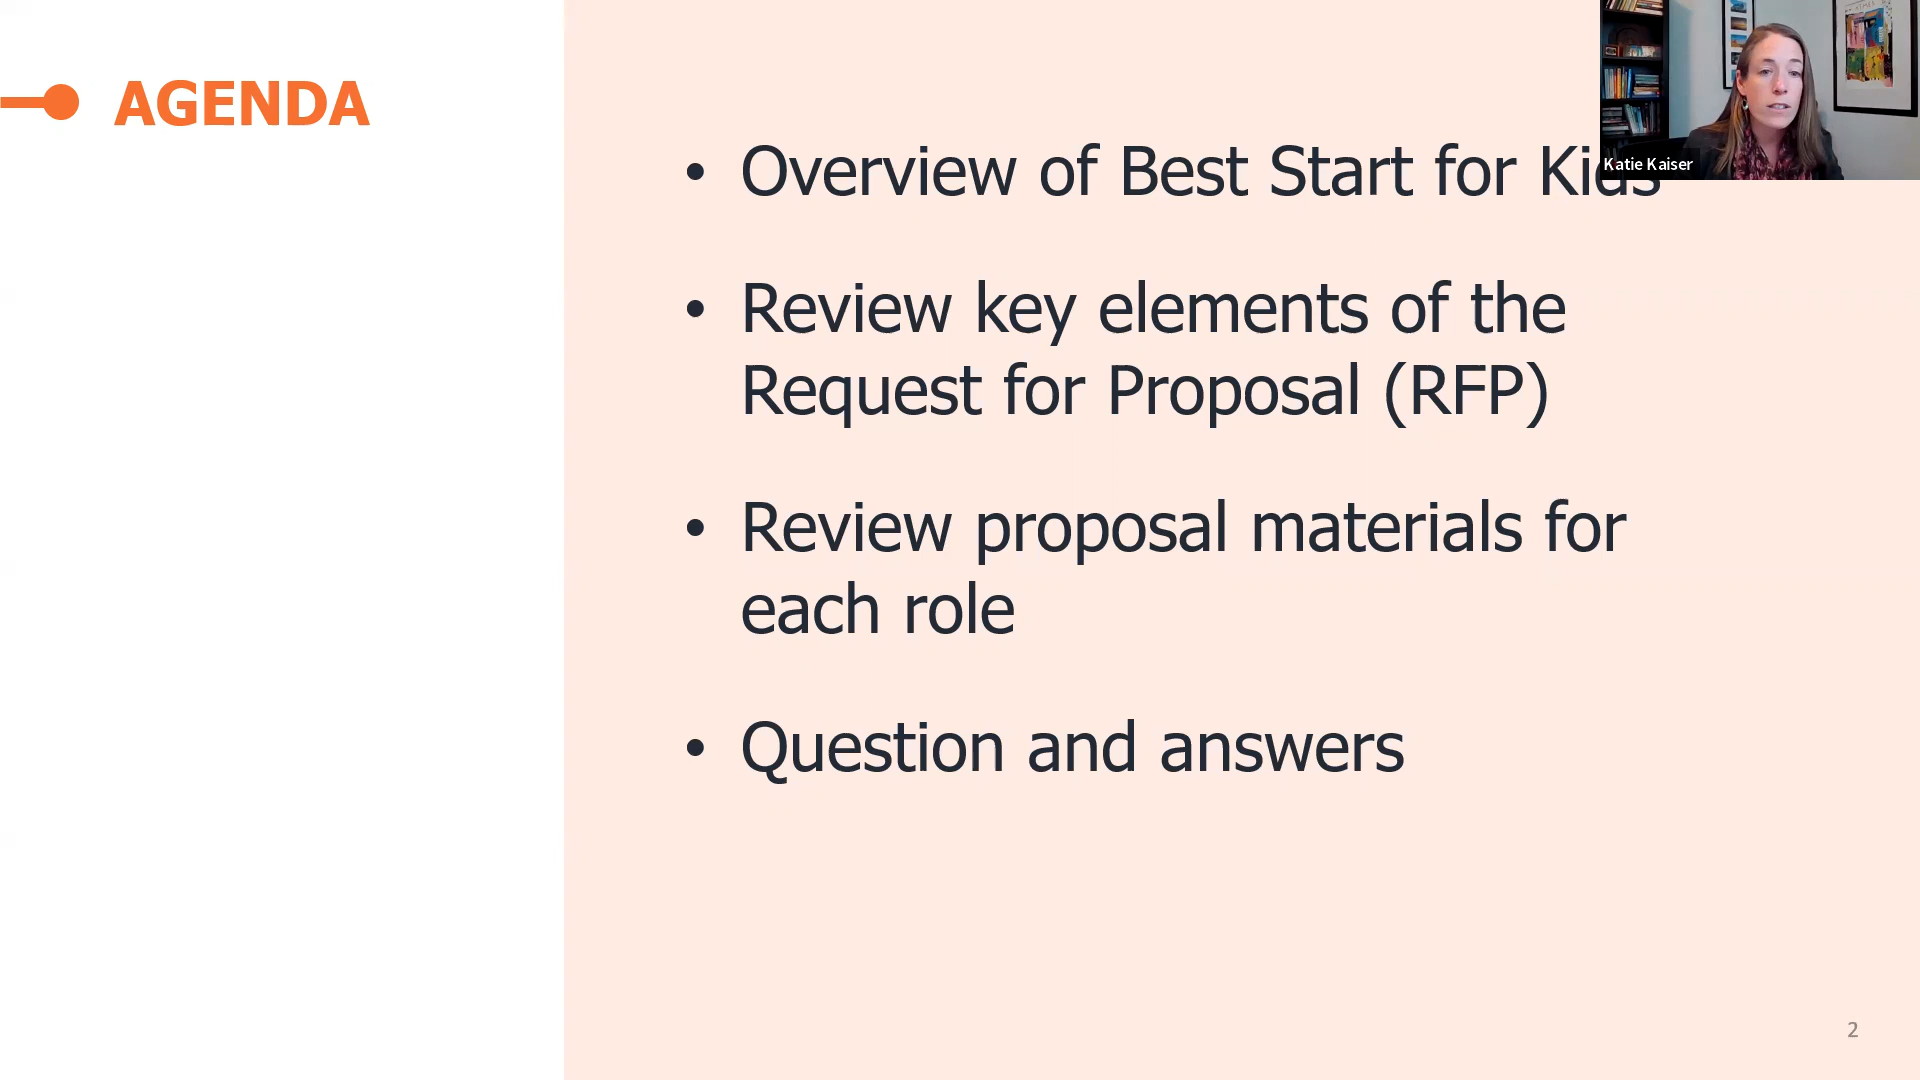 AGENDA
• Overview of Best Start for Kids
• Review key elements of the
Request for Proposal (RFP)
• Review proposal materials for
each role
• Question and answers
Katie Kaiser
2